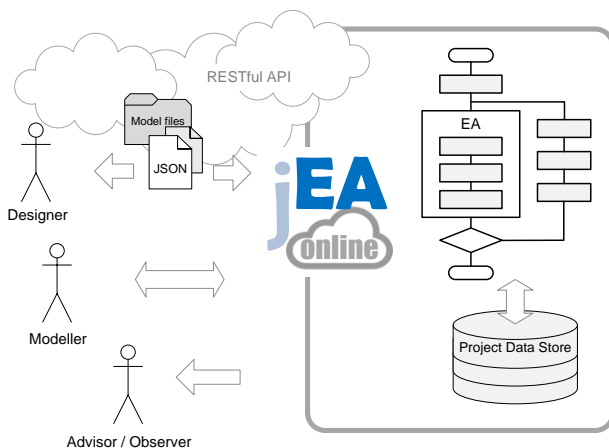 RESTful API
Model files
JSON
Designer
jEA
online
EA
Modeller
Project Data Store
Advisor / Observer